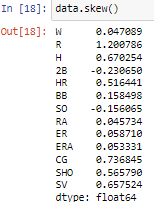 In [18]: data.skew()
Out[18]: W 0.047089
R 1.200786
H 0.670254
2B -0.230650
HR 0.516441
BB 0.158498
SO -0.156065
RA 0.045734
ER 0.058710
ERA 0.053331
CG 0.736845
SHO 0.565790
SV 0.657524
dtype: float64